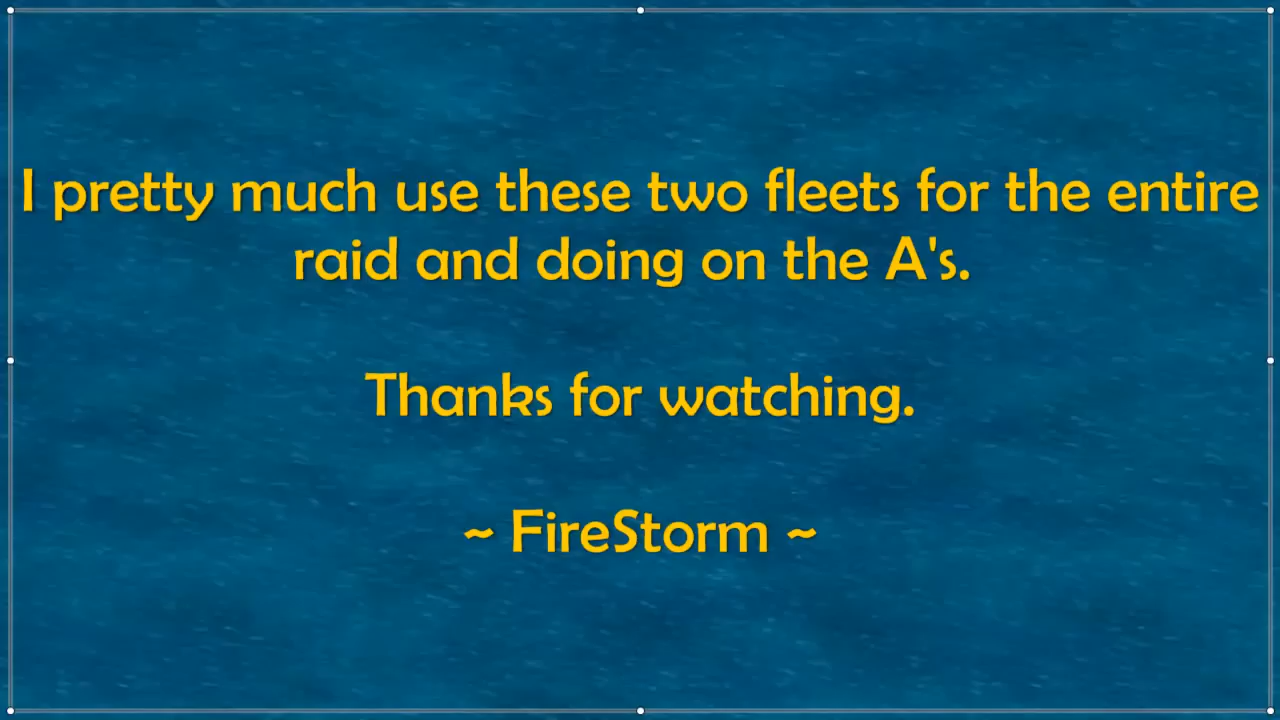 I pretty much use these two fleets for the entire
raid and doing on the A's.
Thanks for watching.
~ FireStorm ~